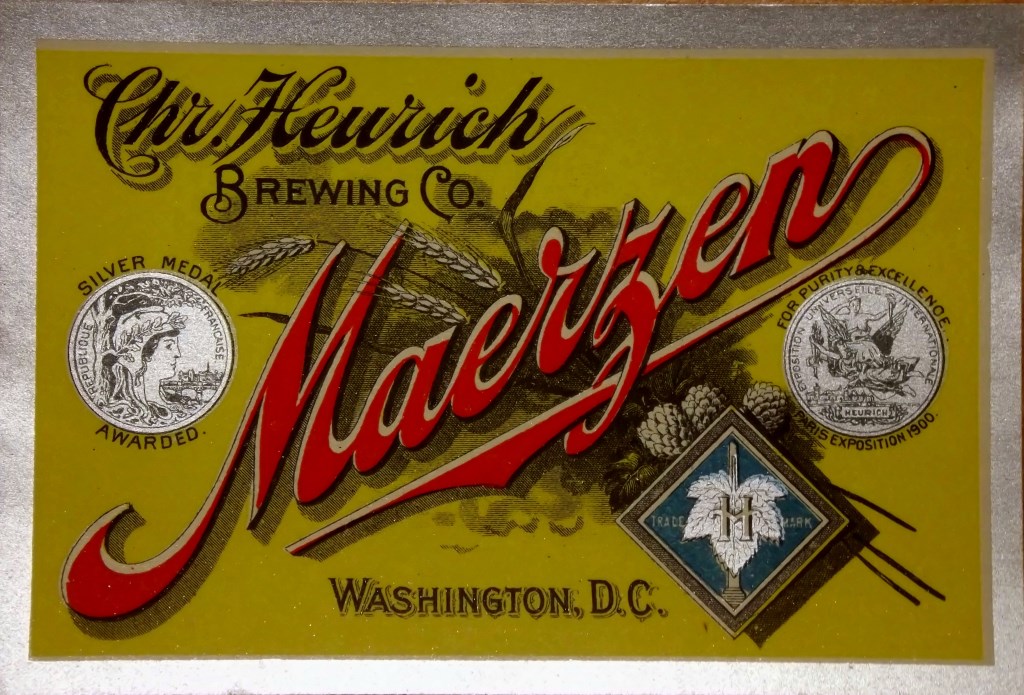 Chr. Heurich
BREWING CO.
Maerzen
SILVER MEDAL
REPUBLIQUE FRANÇAISE
AWARDED.
FOR PURITY & EXCELLENCE.
EXPOSITION UNIVERSELLE INTERNATIONALE
HEURICH
PARIS EXPOSITION 1900.
TRADE MARK
H
WASHINGTON, D.C.